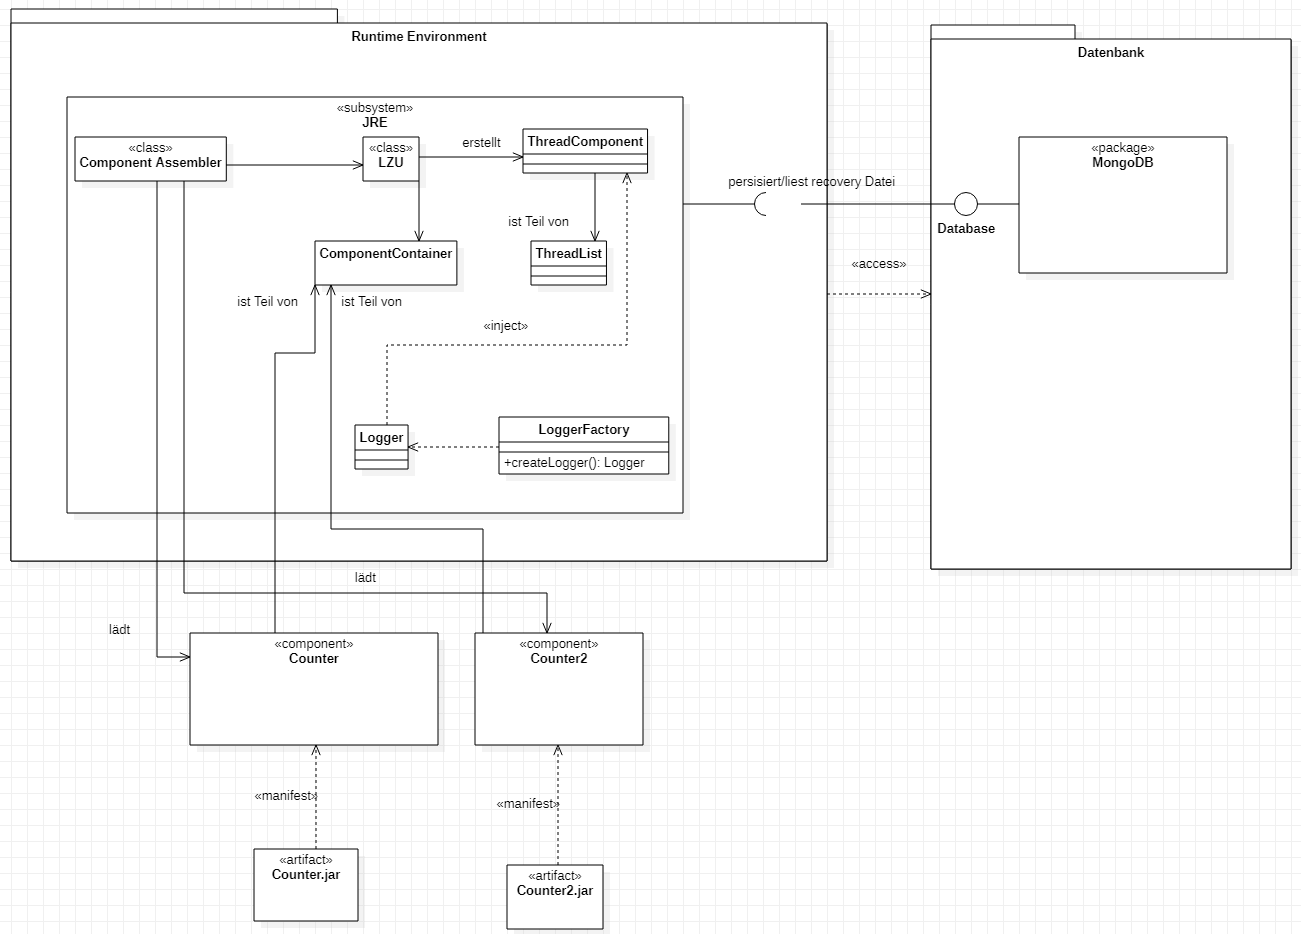 Runtime Environment
Datenbank
«subsystem»
JRE
«class»
Component Assembler
«class»
LZU
erstellt
ThreadComponent
«package»
MongoDB
persisiert/liest recovery Datei
ist Teil von
Database
ComponentContainer
ThreadList
«access»
ist Teil von
ist Teil von
«inject»
Logger
LoggerFactory
+createLogger(): Logger
lädt
lädt
«component»
Counter
«component»
Counter2
«manifest»
«manifest»
«artifact»
Counter.jar
«artifact»
Counter2.jar